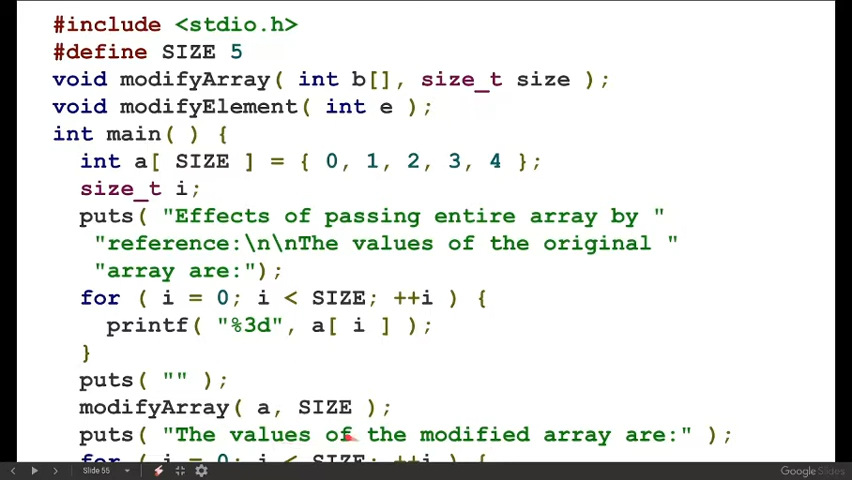 #include <stdio.h>
#define SIZE 5
void modifyArray( int b[], size_t size );
void modifyElement( int e );
int main( ) {
int a[ SIZE ] = { 0, 1, 2, 3, 4 };
size_t i;
puts( "Effects of passing entire array by "
"reference:\n\nThe values of the original "
"array are:");
for ( i = 0; i < SIZE; ++i ) {
printf( "%3d", a[ i ] );
}
puts( "" );
modifyArray( a, SIZE );
puts( "The values of the modified array are:" );
for ( i = 0; i < SIZE; ++i ) {
Slide 55
Google Slides